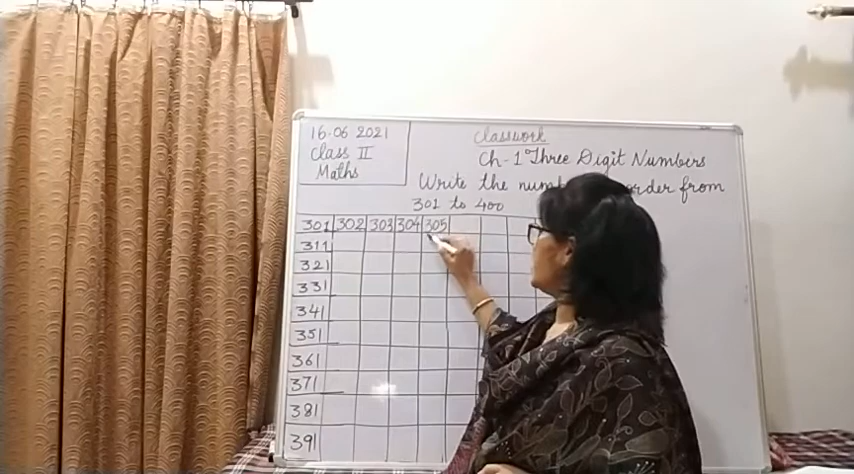 16.06 2021
Class II
Maths
Classwork
Ch-1 Three Digit Numbers
Write the order from
301 to 400
301 302 303 304 305
311
321
331
341
351
361
371
381
391